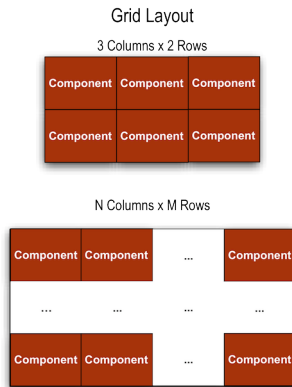 Grid Layout
3 Columns x 2 Rows
Component Component Component
Component Component Component
N Columns x M Rows
Component Component ... Component
... ... ... ...
Component Component ... Component